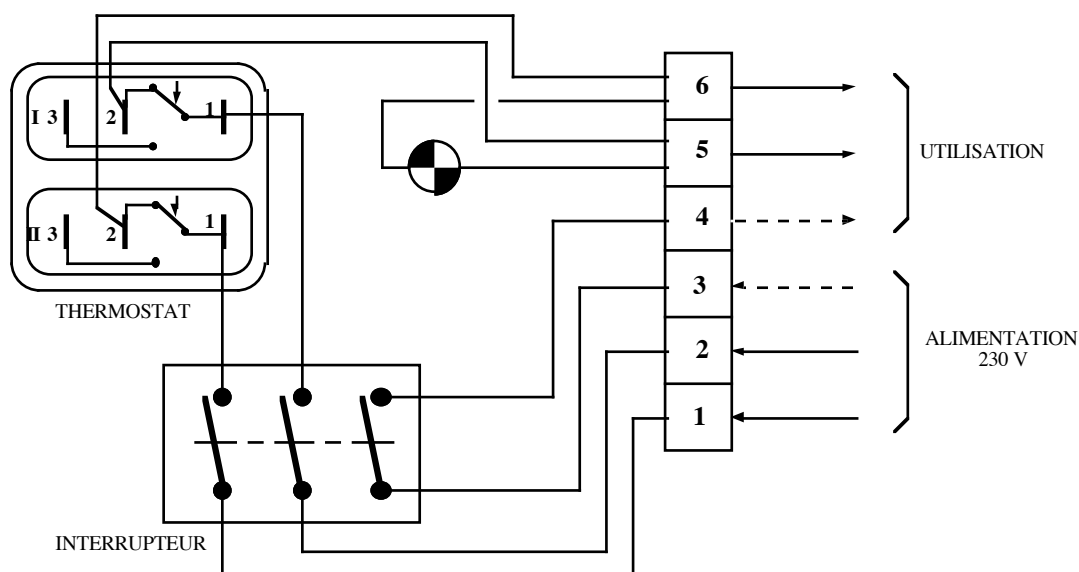 I 3
2
1
II 3
2
1
THERMOSTAT
INTERRUPTEUR
6
5
4
3
2
1
UTILISATION
ALIMENTATION
230 V